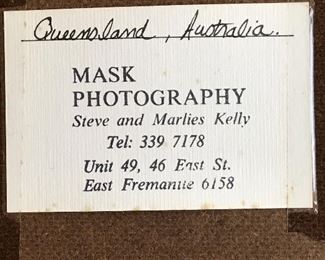 Queensland, Australia.
MASK
PHOTOGRAPHY
Steve and Marlies Kelly
Tel: 339 7178
Unit 49, 46 East St.
East Fremantle 6158